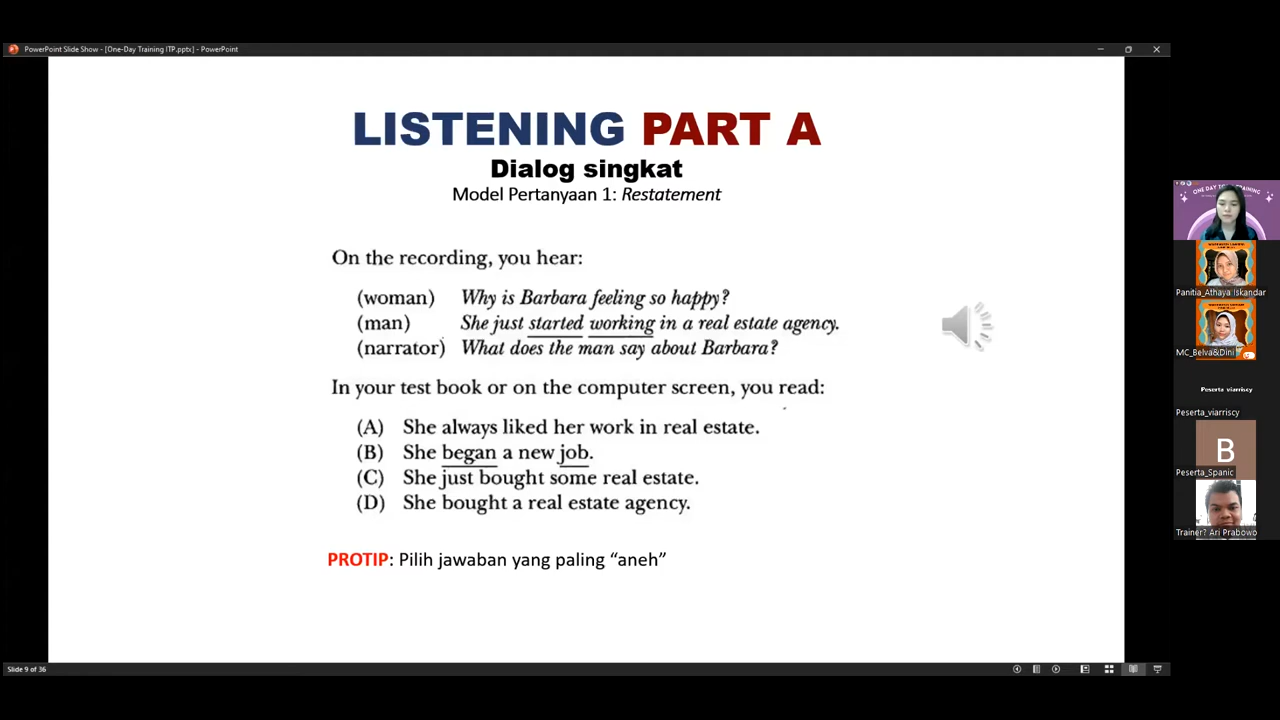 PowerPoint Slide Show - [One-Day Training ITP.pptx] - PowerPoint
LISTENING PART A
Dialog singkat
Model Pertanyaan 1: Restatement
On the recording, you hear:
(woman) Why is Barbara feeling so happy?
(man) She just started working in a real estate agency.
(narrator) What does the man say about Barbara?
In your test book or on the computer screen, you read:
(A) She always liked her work in real estate.
(B) She began a new job.
(C) She just bought some real estate.
(D) She bought a real estate agency.
PROTIP: Pilih jawaban yang paling “aneh”
Slide 9 of 36
Panitia_Athaya Iskandar
MC_Belva&Dini
Peserta viarriscy
Peserta_viarriscy
B
Peserta_Spanic
Trainer? Ari Prabowo